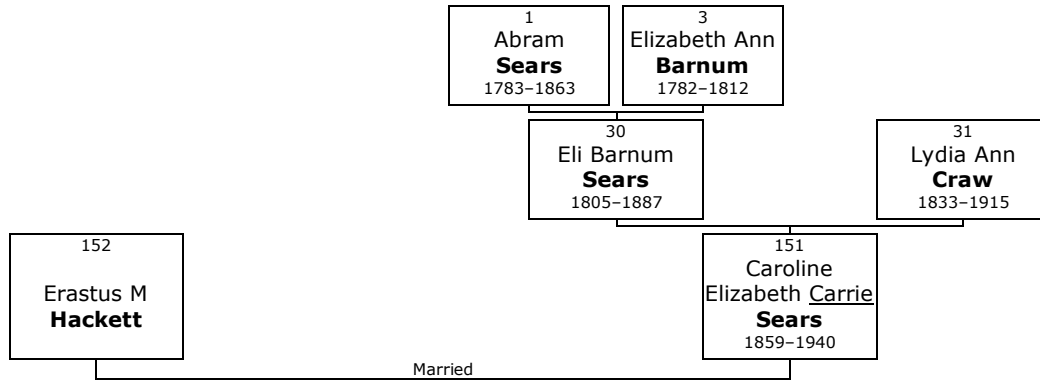 1
Abram
Sears
1783–1863
3
Elizabeth Ann
Barnum
1782–1812
30
Eli Barnum
Sears
1805–1887
31
Lydia Ann
Craw
1833–1915
152
Erastus M
Hackett
151
Caroline
Elizabeth Carrie
Sears
1859–1940
Married